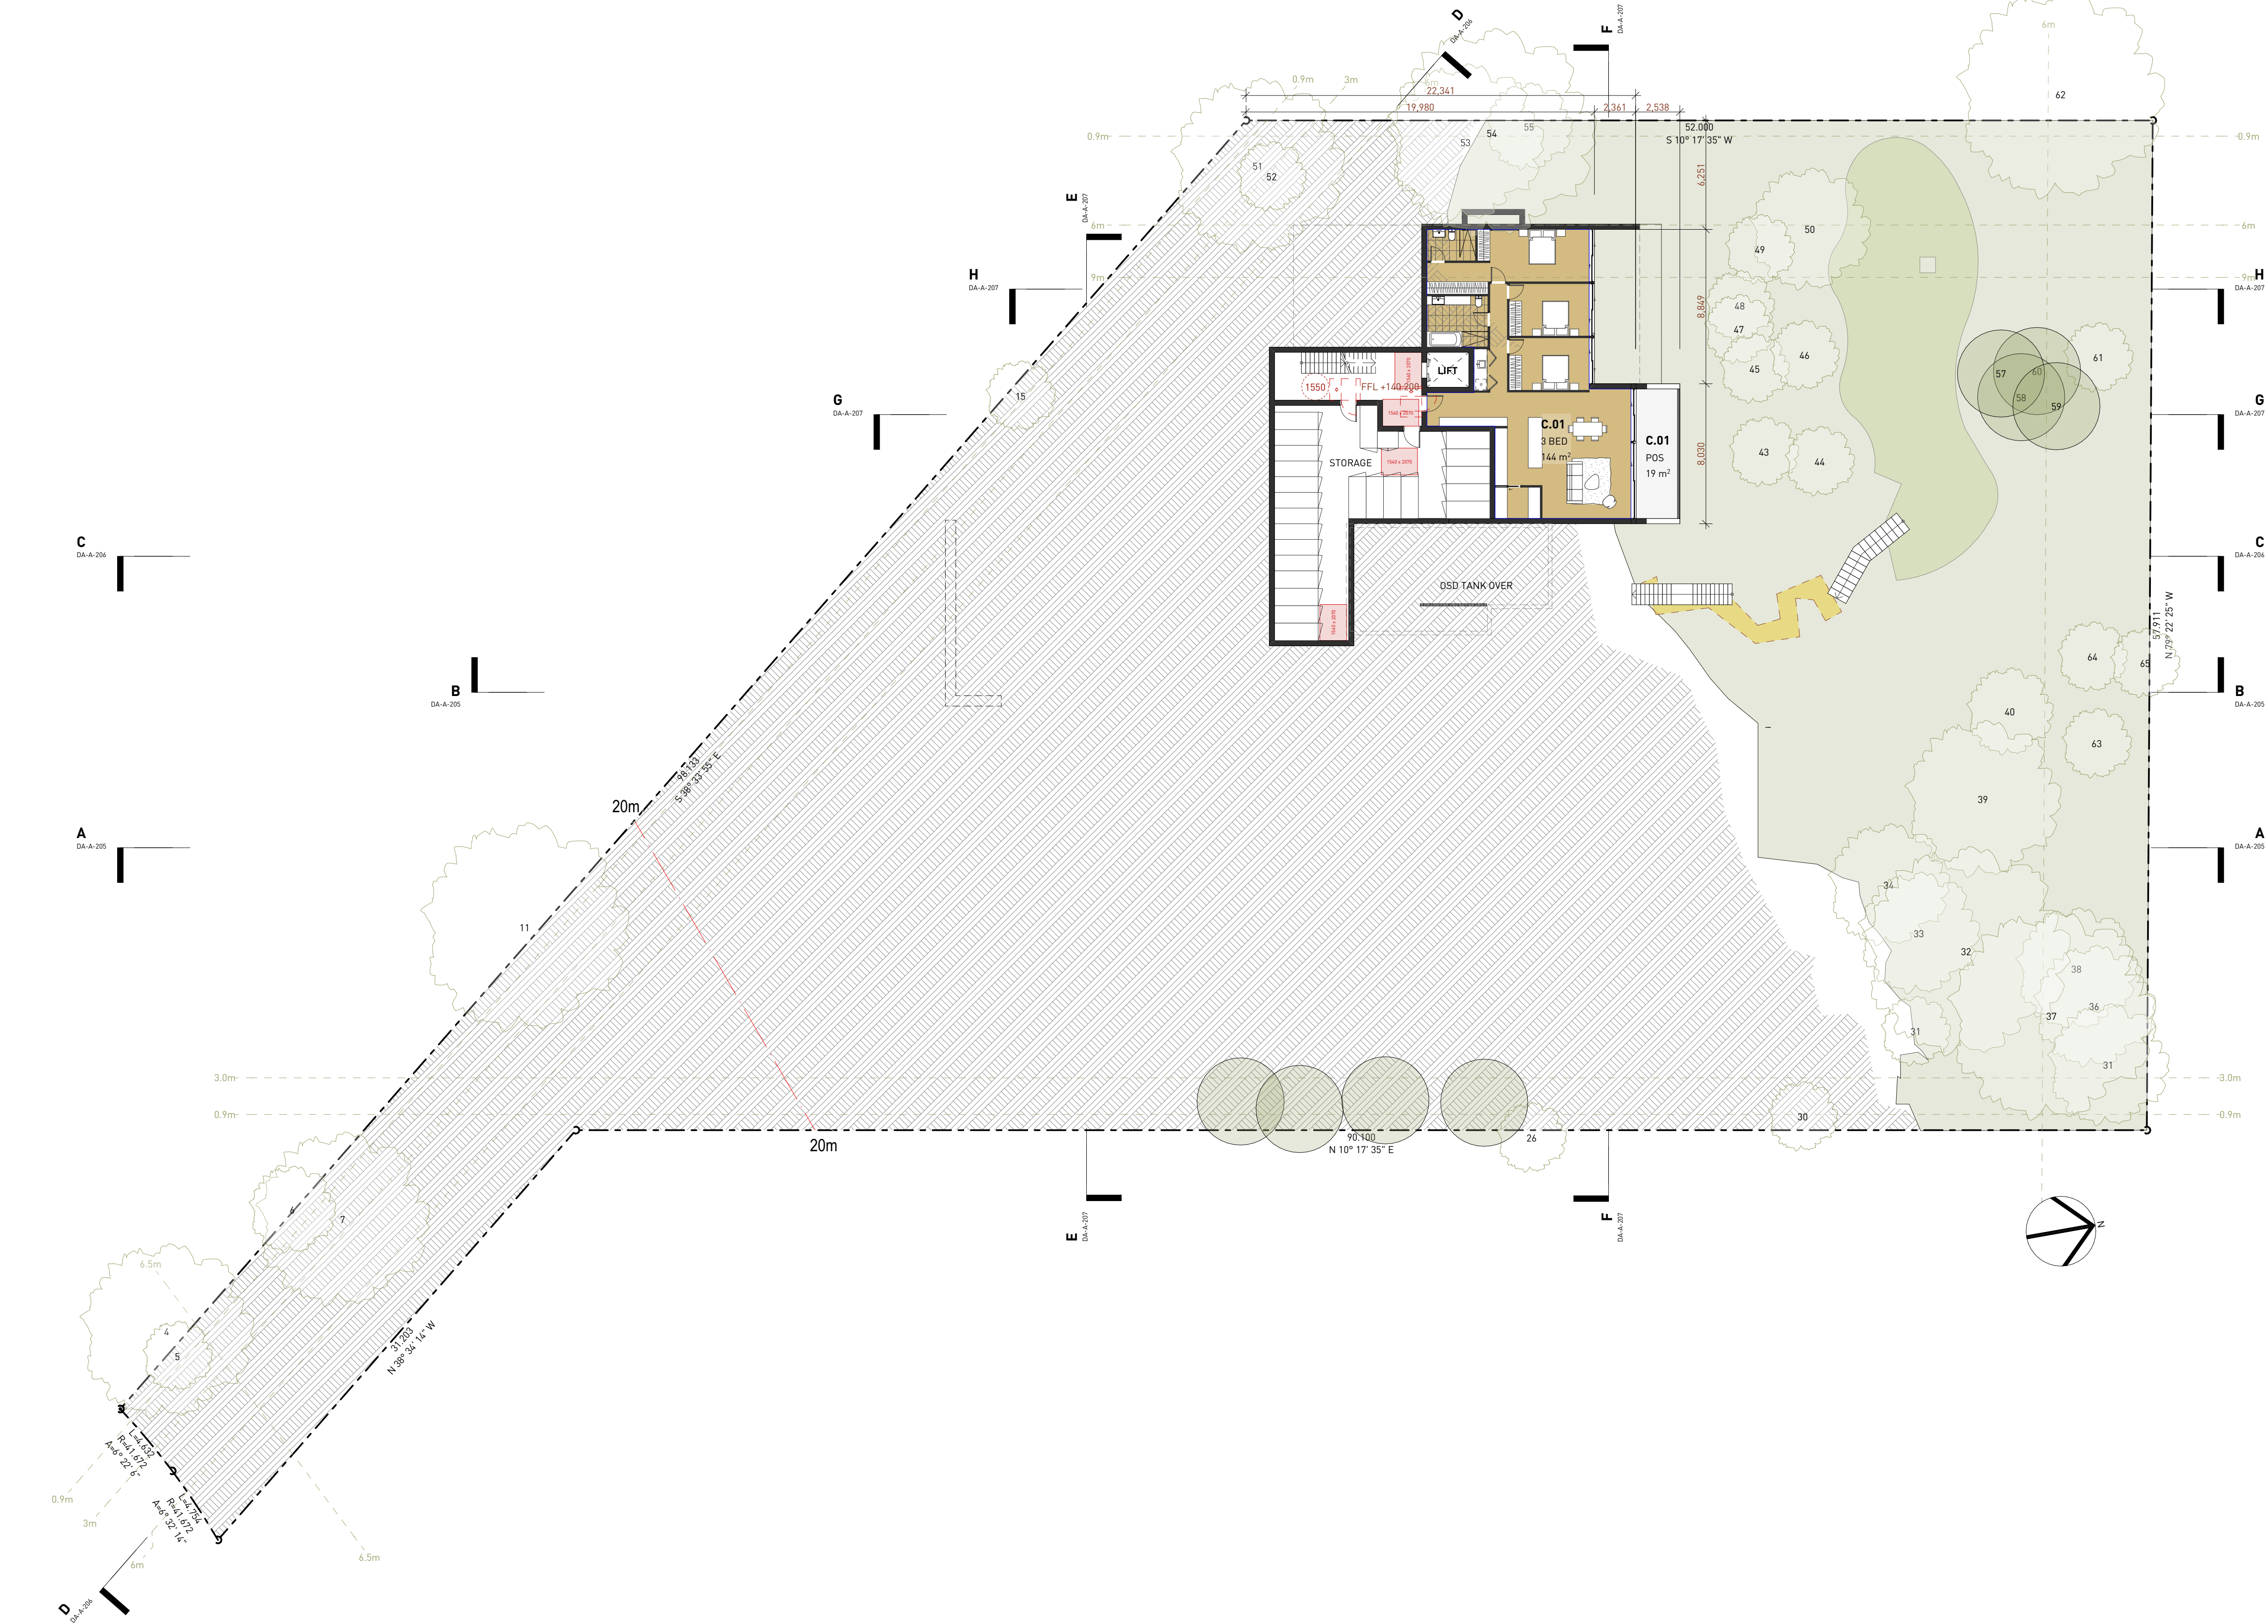 D
DA-A-206
F
DA-A-207
6m
62
0.9m
3m
6m
22,341
19,980
2,361
2,538
0.9m
52.000
S 10° 17' 35" W
0.9m
51
52
53
54
55
6,251
E
DA-A-207
6m
50
49
6m
H
DA-A-207
9m
9m
H
DA-A-207
48
47
8,849
46
45
61
57
60
58
59
LIFT
1550
FFL +140.200
1540 x 2070
15
G
DA-A-207
G
DA-A-207
1540 x 2070
C.01
3 BED
144 m²
C.01
POS
19 m²
8,030
43
44
STORAGE
1540 x 2070
C
DA-A-206
C
DA-A-206
OSD TANK OVER
1540 x 2070
57.911
N 79° 22' 25" W
64
65
B
DA-A-205
B
DA-A-205
40
63
98.133
S 38° 33' 55" E
20m
39
A
DA-A-205
A
DA-A-205
34
11
33
32
38
36
37
31
31
3.0m
3.0m
0.9m
0.9m
30
26
90.100
N 10° 17' 35" E
20m
6
7
E
DA-A-207
F
DA-A-207
N
6.5m
4
5
31.203
N 38° 34' 14" W
L=4.632
R=41.672
A=6° 22' 6"
L=4.754
R=41.672
A=6° 32' 14"
0.9m
3m
6m
6.5m
D
DA-A-206